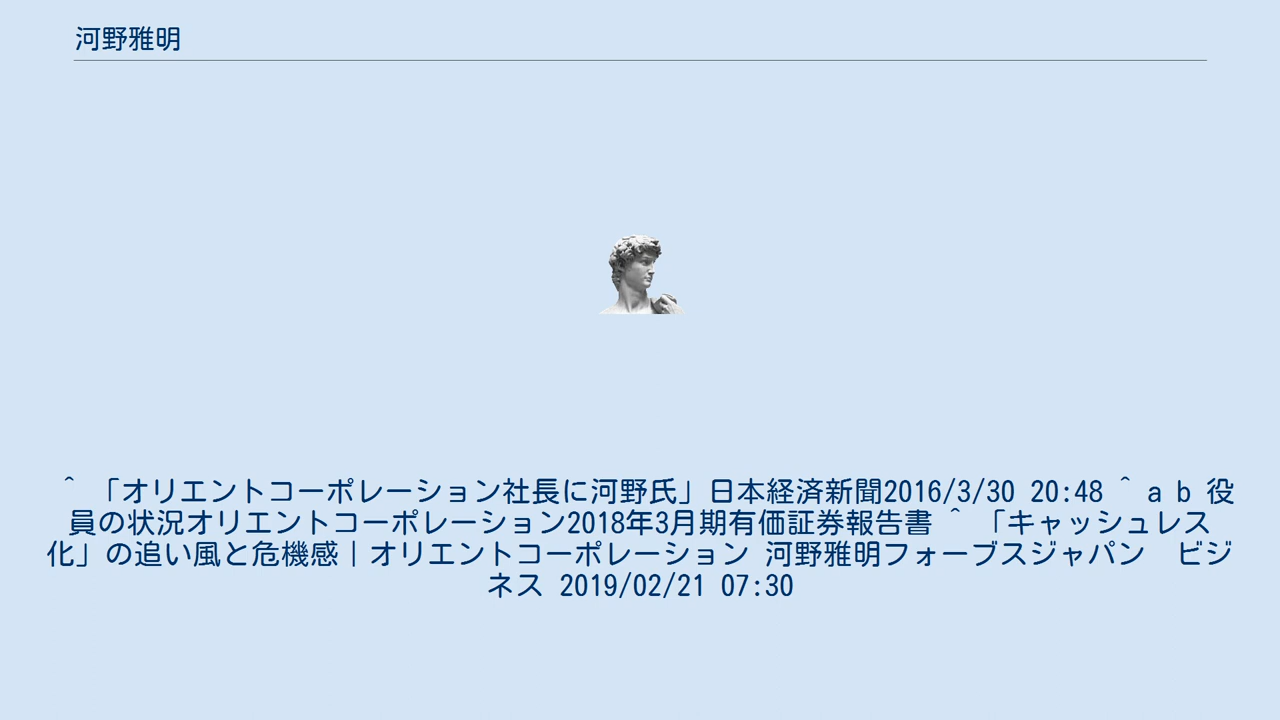 河野雅明
^ 「オリエントコーポレーション社長に河野氏」日本経済新聞2016/3/30 20:48 ^ a b 役
員の状況オリエントコーポレーション2018年3月期有価証券報告書 ^ 「キャッシュレス
化」の追い風と危機感｜オリエントコーポレーション 河野雅明フォーブスジャパン　ビジ
ネス 2019/02/21 07:30